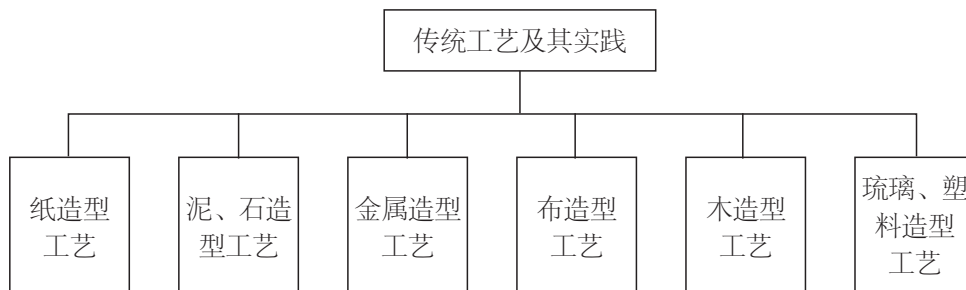 传统工艺及其实践
纸造型
工艺
泥、石造
型工艺
金属造型
工艺
布造型
工艺
木造型
工艺
琉璃、塑
料造型
工艺